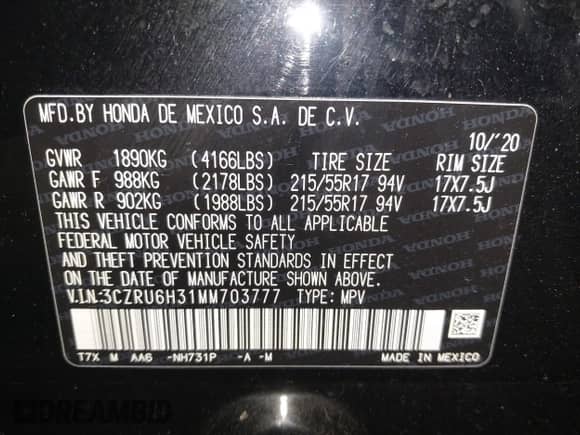 MFD.BY HONDA DE MEXICO S.A. DE C.V.
10/'20
GVWR 1890KG (4166LBS) TIRE SIZE RIM SIZE
GAWR F 988KG (2178LBS) 215/55R17 94V 17X7.5J
GAWR R 902KG (1988LBS) 215/55R17 94V 17X7.5J
THIS VEHICLE CONFORMS TO ALL APPLICABLE
FEDERAL MOTOR VEHICLE SAFETY
AND THEFT PREVENTION STANDARDS IN EFFECT
ON THE DATE OF MANUFACTURE SHOWN ABOVE.
V.I.N:3CZRU6H31MM703777 TYPE: MPV
T7X M AA6 -NH731P -A -M MADE IN MEXICO
DREAMBID